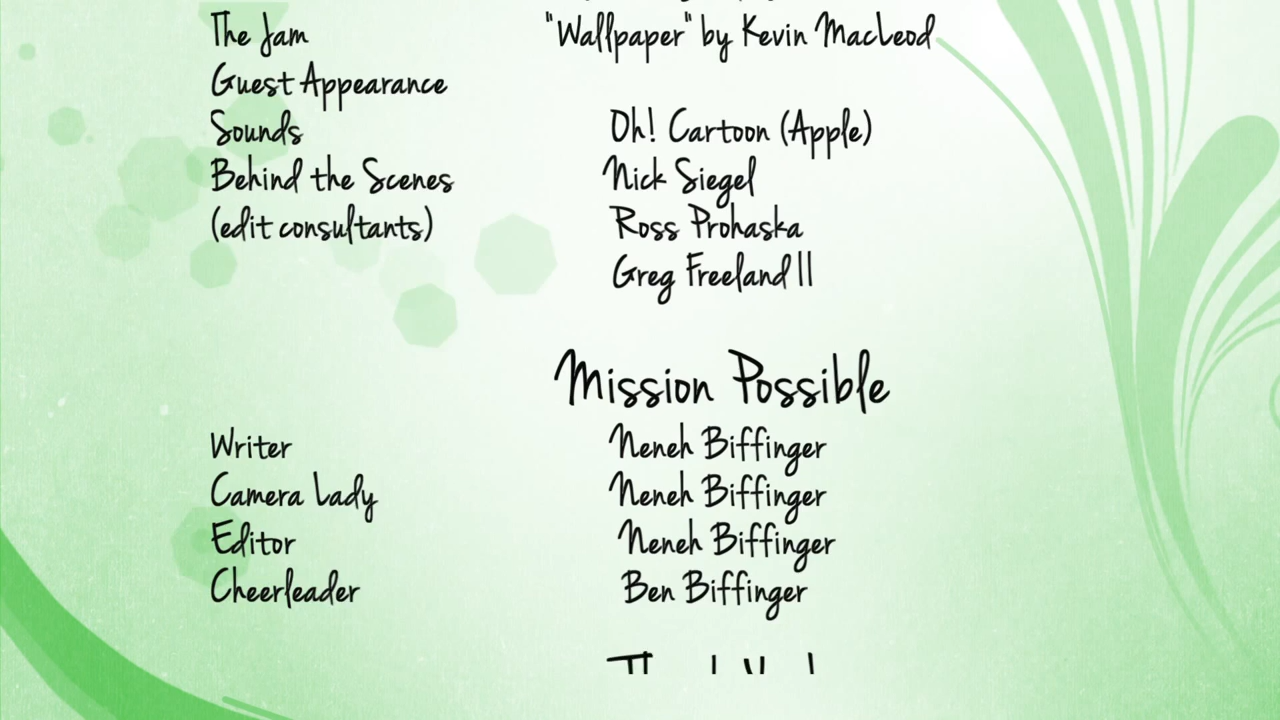 The Jam "Wallpaper" by Kevin MacLeod
Guest Appearance
Sounds Oh! Cartoon (Apple)
Behind the Scenes Nick Siegel
(edit consultants) Ross Prohaska
Greg Freeland II
Mission Possible
Writer Neneh Biffinger
Camera Lady Neneh Biffinger
Editor Neneh Biffinger
Cheerleader Ben Biffinger